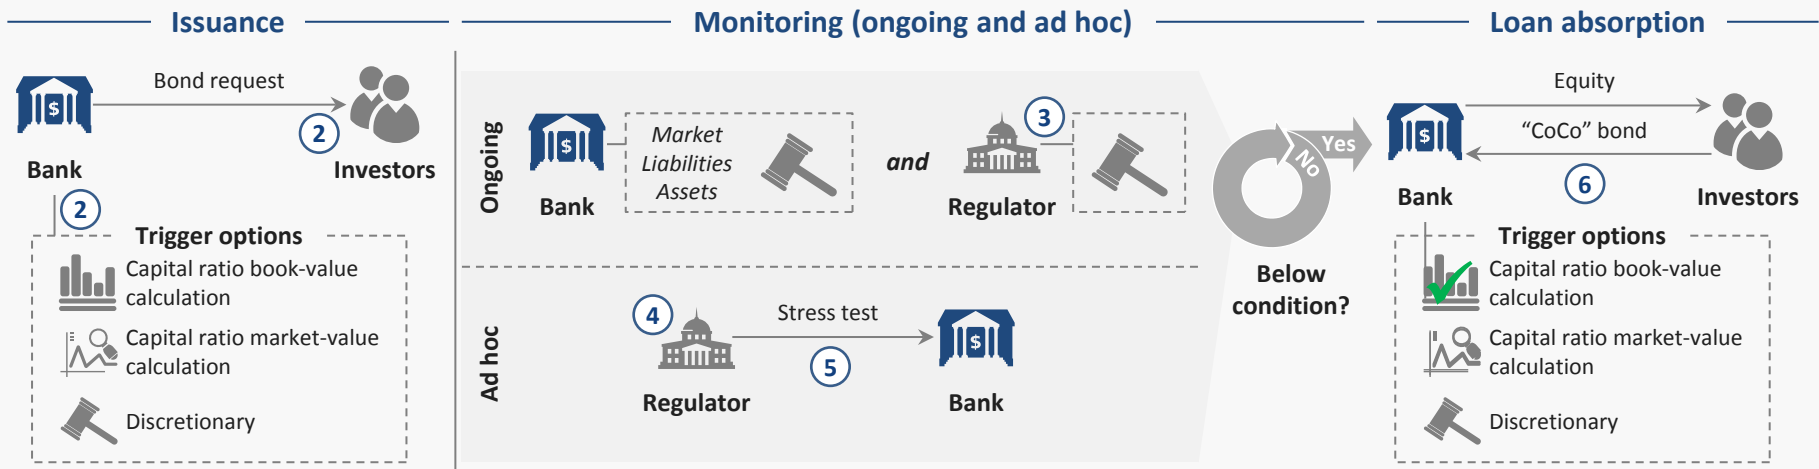 Issuance
Bond request
$
2
Bank
Investors
2
Trigger options
Capital ratio book-value
calculation
Capital ratio market-value
calculation
Discretionary
Monitoring (ongoing and ad hoc)
Ongoing
$
Bank
Market
Liabilities
Assets
and
3
Regulator
Ad hoc
4
Regulator
Stress test
5
$
Bank
No
Yes
Below
condition?
Loan absorption
$
Bank
Equity
“CoCo” bond
6
Investors
Trigger options
Capital ratio book-value
calculation
Capital ratio market-value
calculation
Discretionary